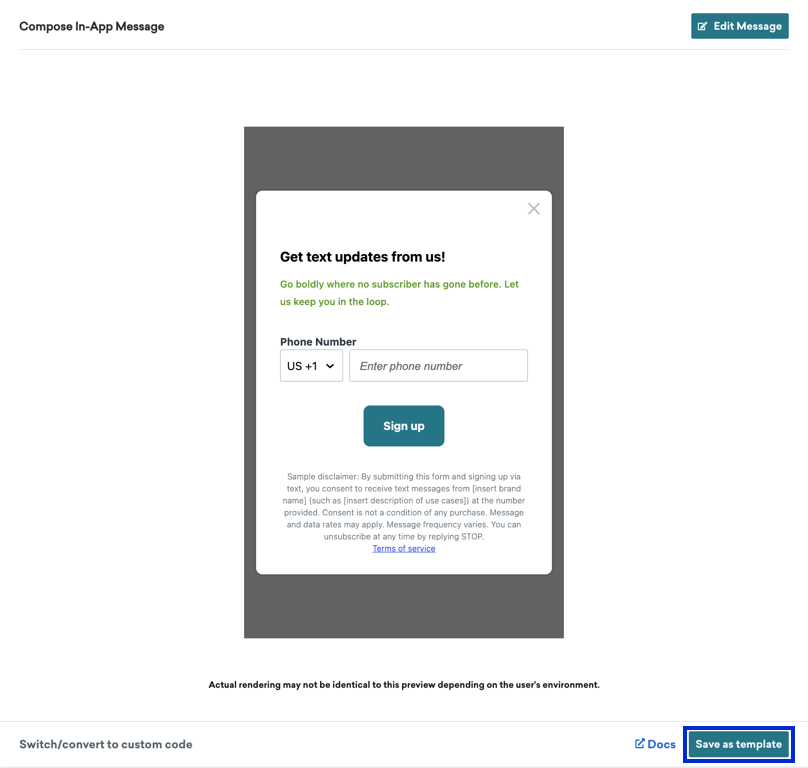 Compose In-App Message
Edit Message
Get text updates from us!
Go boldly where no subscriber has gone before. Let
us keep you in the loop.
Phone Number
US +1
Enter phone number
Sign up
Sample disclaimer: By submitting this form and signing up via
text, you consent to receive text messages from [insert brand
name] (such as [insert description of use cases]) at the number
provided. Consent is not a condition of any purchase. Message
and data rates may apply. Message frequency varies. You can
unsubscribe at any time by replying STOP.
Terms of service
Actual rendering may not be identical to this preview depending on the user's environment.
Switch/convert to custom code
Docs
Save as template